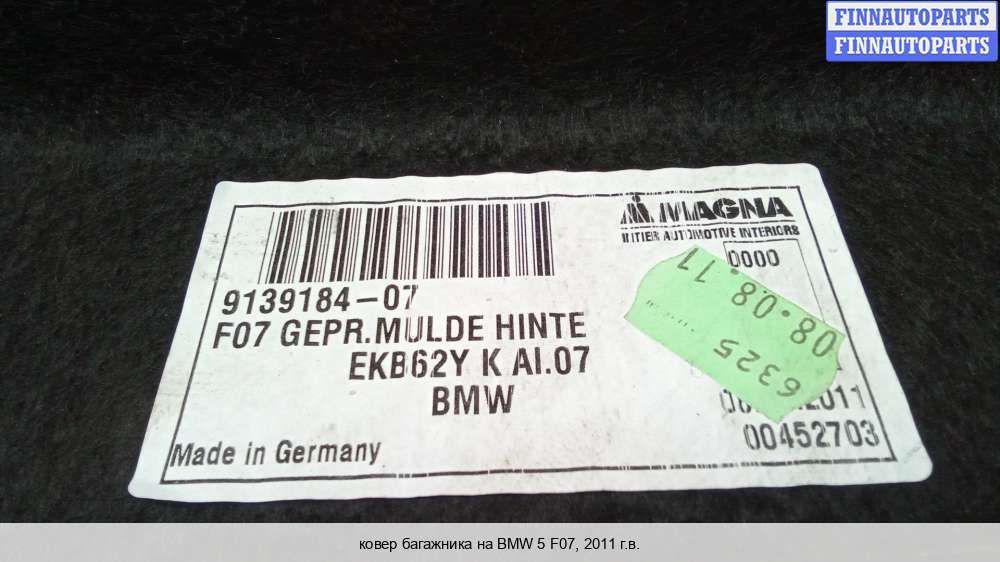 FINNAUTOPARTS
FINNAUTOPARTS
MAGNA
INTIER AUTOMOTIVE INTERIORS
0000
9139184-07
F07 GEPR.MULDE HINTE
EKB62Y K AI.07
BMW
08.08.11
6325
2011
00452703
Made in Germany
ковер багажника на BMW 5 F07, 2011 г.в.